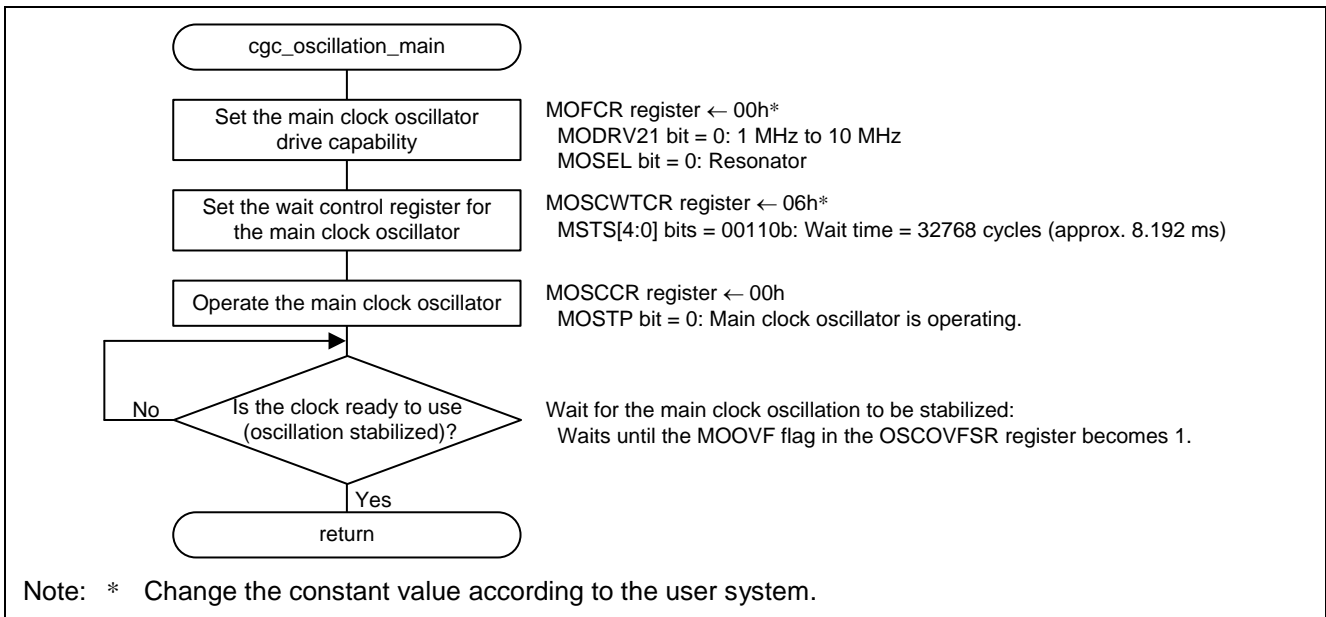 cgc_oscillation_main
Set the main clock oscillator
drive capability
MOFCR register ← 00h*
MODRV21 bit = 0: 1 MHz to 10 MHz
MOSEL bit = 0: Resonator
Set the wait control register for
the main clock oscillator
MOSCWTCR register ← 06h*
MSTS[4:0] bits = 00110b: Wait time = 32768 cycles (approx. 8.192 ms)
Operate the main clock oscillator
MOSCCR register ← 00h
MOSTP bit = 0: Main clock oscillator is operating.
No
Is the clock ready to use
(oscillation stabilized)?
Wait for the main clock oscillation to be stabilized:
Waits until the MOOVF flag in the OSCOVFSR register becomes 1.
Yes
return
Note: * Change the constant value according to the user system.